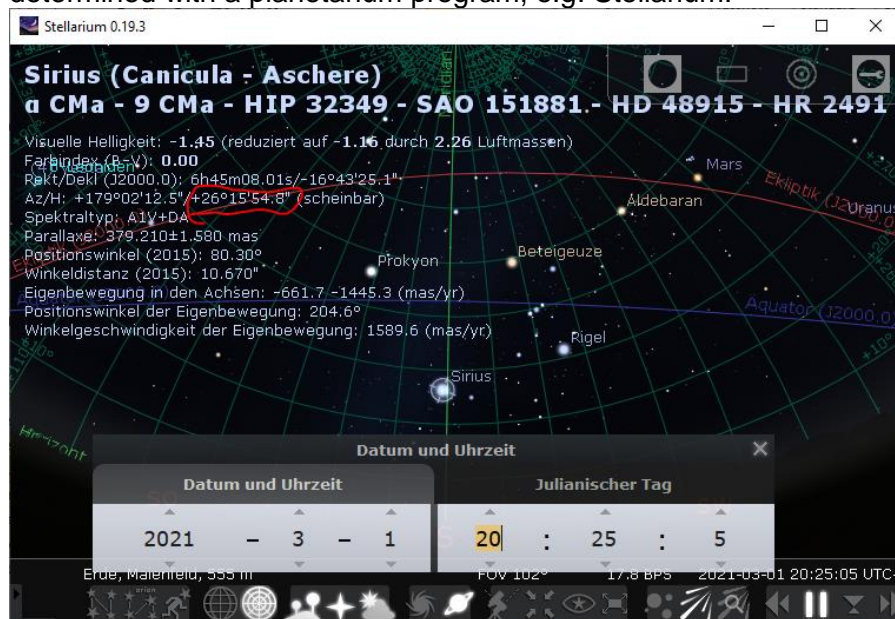 determined with a planetarium program, e.g. Stellarium.
Stellarium 0.19.3
Sirius (Canicula - Aschere)
α CMa - 9 CMa - HIP 32349 - SAO 151881 - HD 48915 - HR 2491
Visuelle Helligkeit: -1.45 (reduziert auf -1.16 durch 2.26 Luftmassen)
Farbindex (B-V): 0.00
Rekt/Dekl (J2000.0): 6h45m08.01s/-16°43'25.1"
Az/H: +179°02'12.5"/+26°15'54.8" (scheinbar)
Spektraltyp: A1V+DA
Parallaxe: 379.210±1.580 mas
Positionswinkel (2015): 80.30°
Winkeldistanz (2015): 10.670"
Eigenbewegung in den Achsen: -661.7 -1445.3 (mas/yr)
Positionswinkel der Eigenbewegung: 204.6°
Winkelgeschwindigkeit der Eigenbewegung: 1589.6 (mas/yr)
Meridian
Mars
Ekliptik (J2000.0)
Uranus
Aldebaran
Beteigeuze
Prokyon
Äquator (J2000.0)
Rigel
Sirius
+10°
+10°
Horizont
Datum und Uhrzeit
Datum und Uhrzeit
Julianischer Tag
2021 – 3 – 1 20 : 25 : 5
SO
S
SW
Erde, Maienfeld, 555 m
FOV 102°
17.8 BPS
2021-03-01 20:25:05 UTC